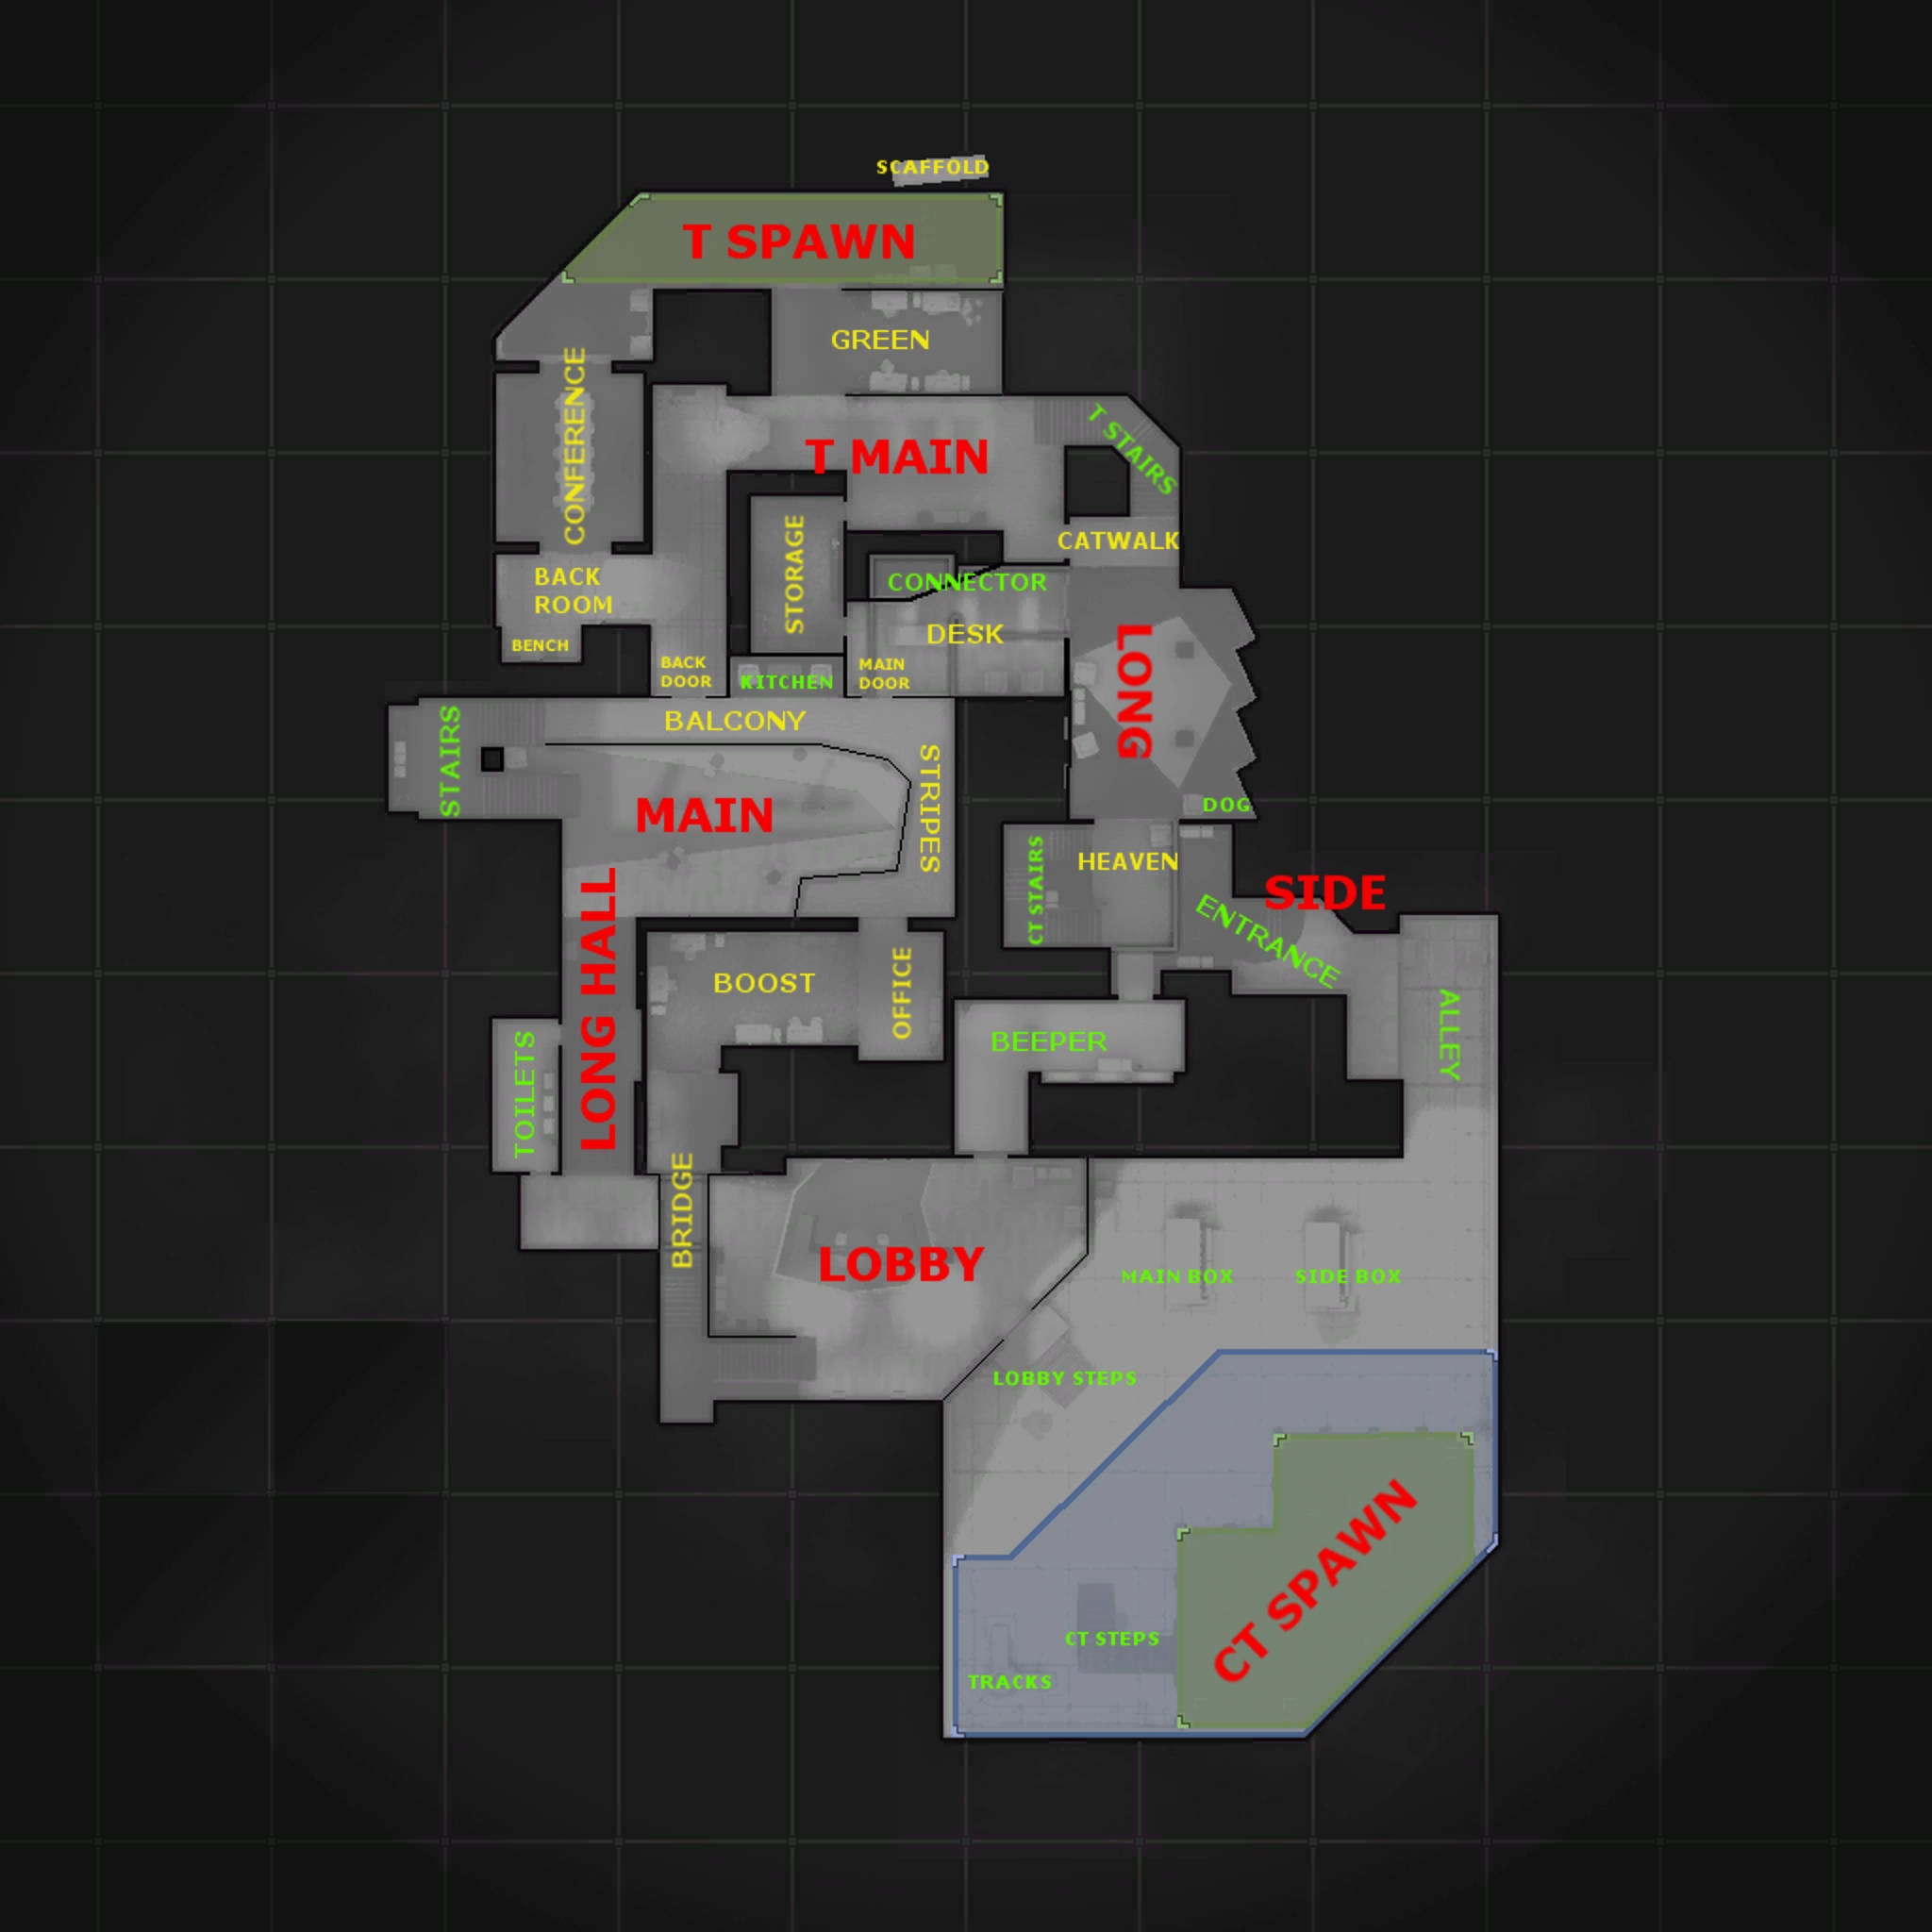 SCAFFOLD
T SPAWN
GREEN
CONFERENCE
T MAIN
T STAIRS
STORAGE
CATWALK
BACK
ROOM
CONNECTOR
DESK
BENCH
BACK
DOOR
KITCHEN
MAIN
DOOR
LONG
BALCONY
STAIRS
STRIPES
MAIN
DOG
CT STAIRS
HEAVEN
SIDE
ENTRANCE
LONG HALL
BOOST
OFFICE
BEEPER
ALLEY
TOILETS
BRIDGE
LOBBY
MAIN BOX
SIDE BOX
LOBBY STEPS
CT SPAWN
CT STEPS
TRACKS